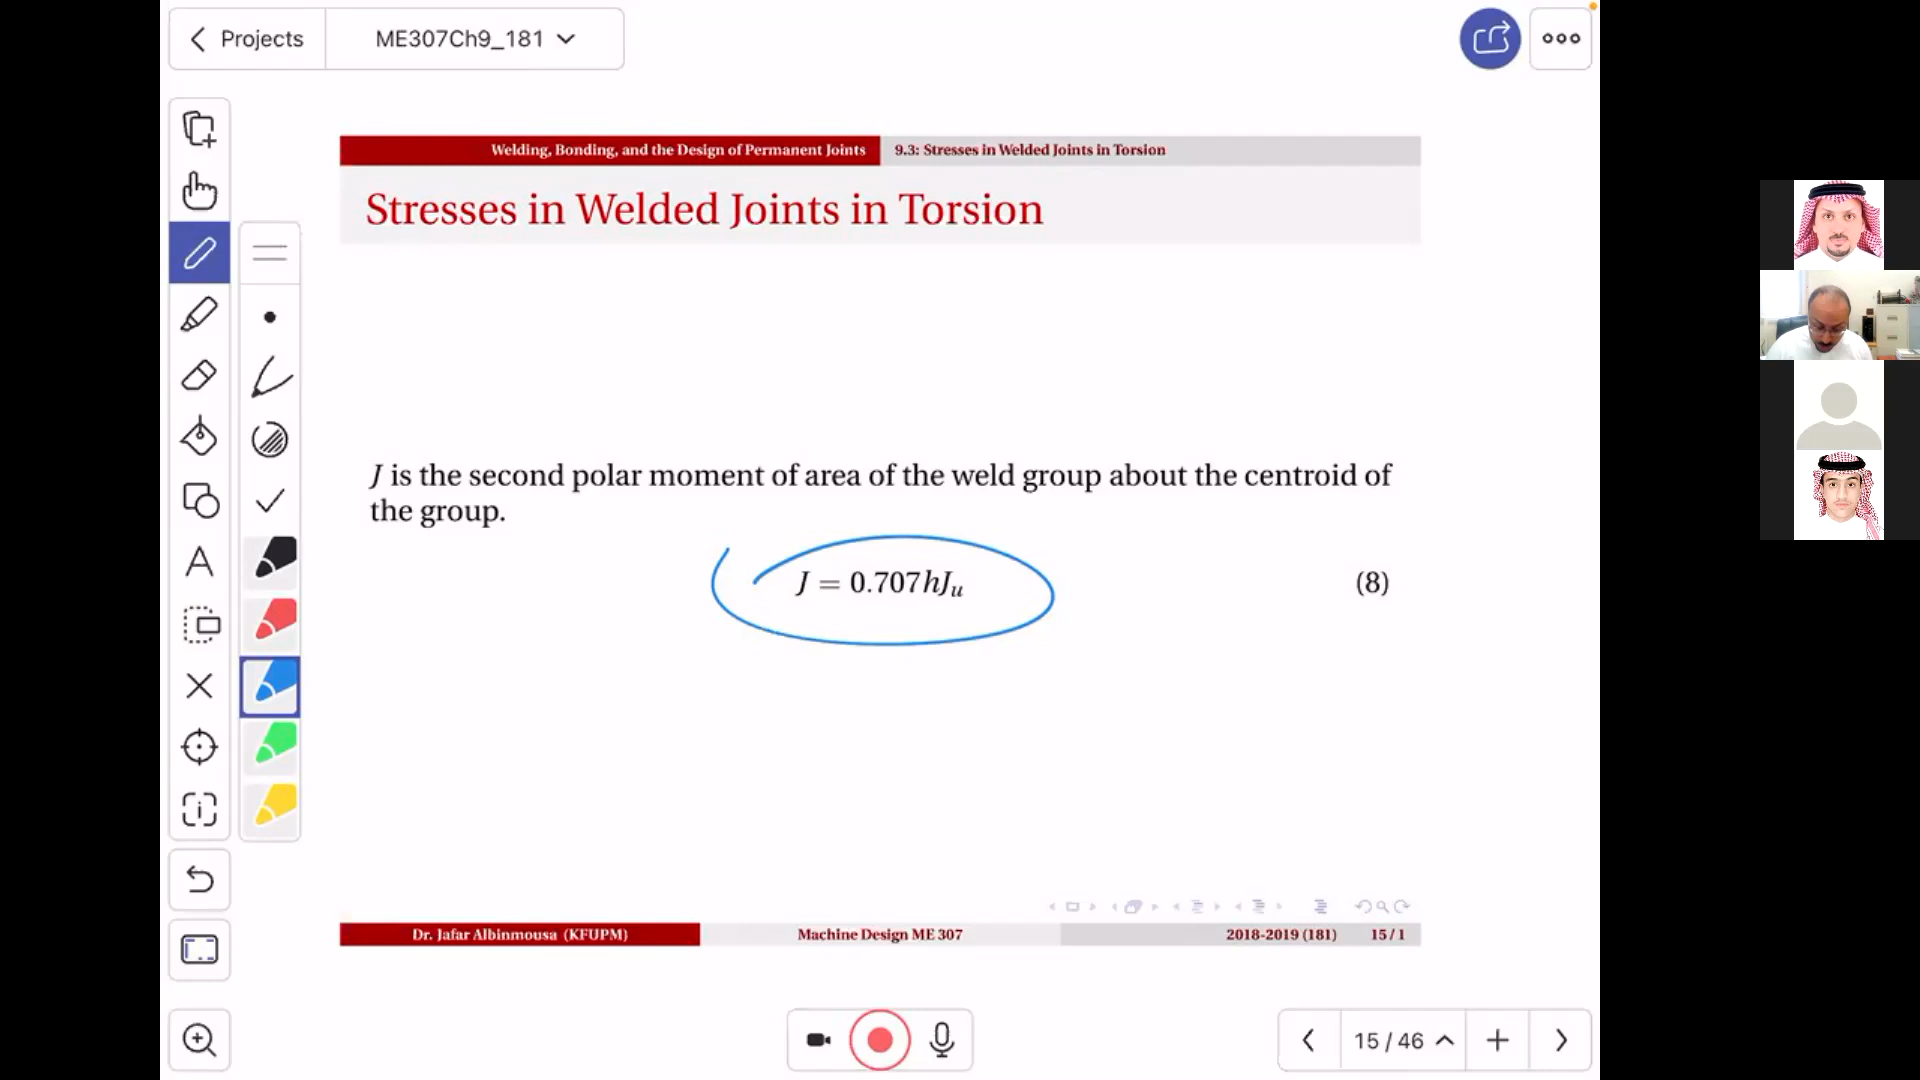 Projects
ME307Ch9_181
Welding, Bonding, and the Design of Permanent Joints
9.3: Stresses in Welded Joints in Torsion
Stresses in Welded Joints in Torsion
J is the second polar moment of area of the weld group about the centroid of
the group.
J = 0.707hJᵤ (8)
Dr. Jafar Albinmousa (KFUPM)
Machine Design ME 307
2018-2019 (181)
15 / 1
15 / 46